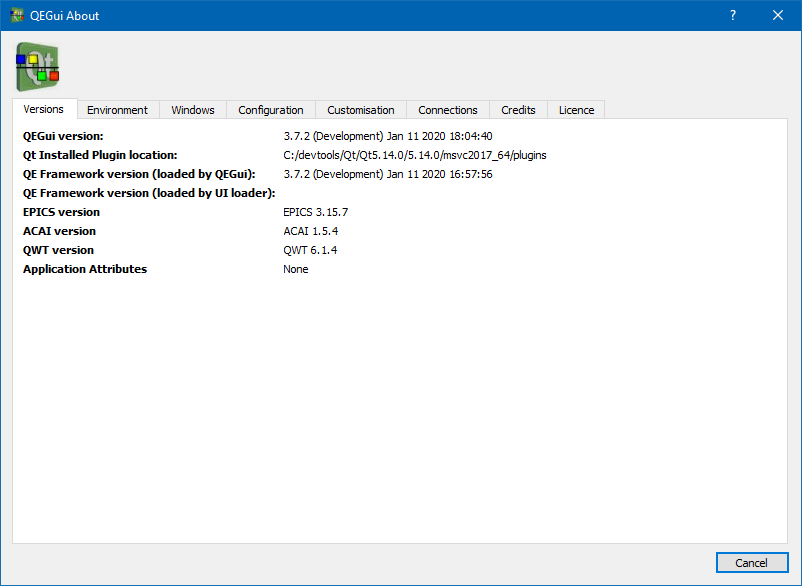 QEGui About
Versions Environment Windows Configuration Customisation Connections Credits Licence
QEGui version: 3.7.2 (Development) Jan 11 2020 18:04:40
Qt Installed Plugin location: C:/devtools/Qt/Qt5.14.0/5.14.0/msvc2017_64/plugins
QE Framework version (loaded by QEGui): 3.7.2 (Development) Jan 11 2020 16:57:56
QE Framework version (loaded by UI loader):
EPICS version EPICS 3.15.7
ACAI version ACAI 1.5.4
QWT version QWT 6.1.4
Application Attributes None
Cancel